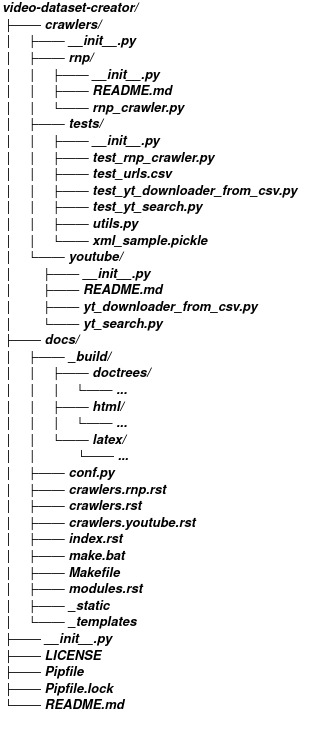 video-dataset-creator/
├── crawlers/
│   ├── __init__.py
│   ├── rnp/
│   │   ├── __init__.py
│   │   ├── README.md
│   │   └── rnp_crawler.py
│   ├── tests/
│   │   ├── __init__.py
│   │   ├── test_rnp_crawler.py
│   │   ├── test_urls.csv
│   │   ├── test_yt_downloader_from_csv.py
│   │   ├── test_yt_search.py
│   │   ├── utils.py
│   │   └── xml_sample.pickle
│   └── youtube/
│       ├── __init__.py
│       ├── README.md
│       ├── yt_downloader_from_csv.py
│       └── yt_search.py
├── docs/
│   ├── _build/
│   │   ├── doctrees/
│   │   │   └── ...
│   │   ├── html/
│   │   │   └── ...
│   │   └── latex/
│   │       └── ...
│   ├── conf.py
│   ├── crawlers.rnp.rst
│   ├── crawlers.rst
│   ├── crawlers.youtube.rst
│   ├── index.rst
│   ├── make.bat
│   ├── Makefile
│   ├── modules.rst
│   ├── _static
│   └── _templates
├── __init__.py
├── LICENSE
├── Pipfile
├── Pipfile.lock
└── README.md